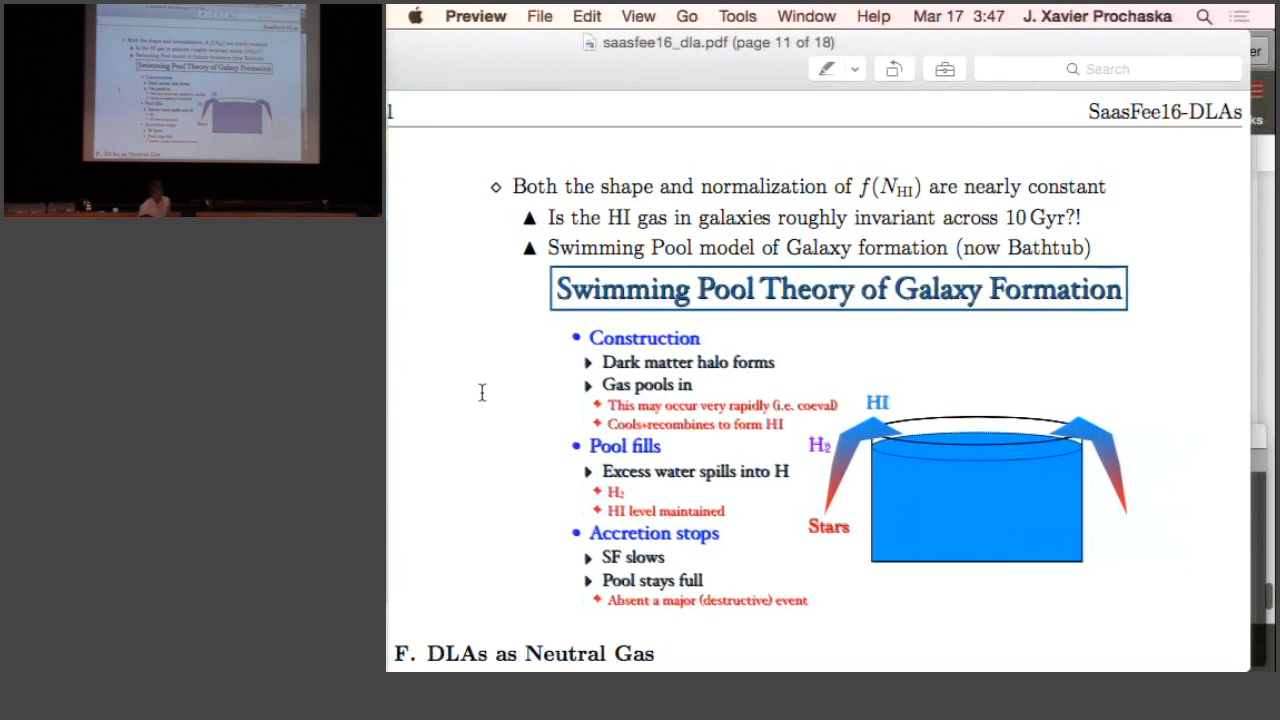 Preview File Edit View Go Tools Window Help Mar 17 3:47 J. Xavier Prochaska
saasfee16_dla.pdf (page 11 of 18)
Search
SaasFee16-DLAs
⋄ Both the shape and normalization of f(N_HI) are nearly constant
▲ Is the HI gas in galaxies roughly invariant across 10 Gyr?!
▲ Swimming Pool model of Galaxy formation (now Bathtub)
Swimming Pool Theory of Galaxy Formation
• Construction
Dark matter halo forms
Gas pools in
This may occur very rapidly (i.e. coeval)
Cools+recombines to form HI
• Pool fills
Excess water spills into H
H₂
HI level maintained
• Accretion stops
SF slows
Pool stays full
Absent a major (destructive) event
HI
H₂
Stars
F. DLAs as Neutral Gas